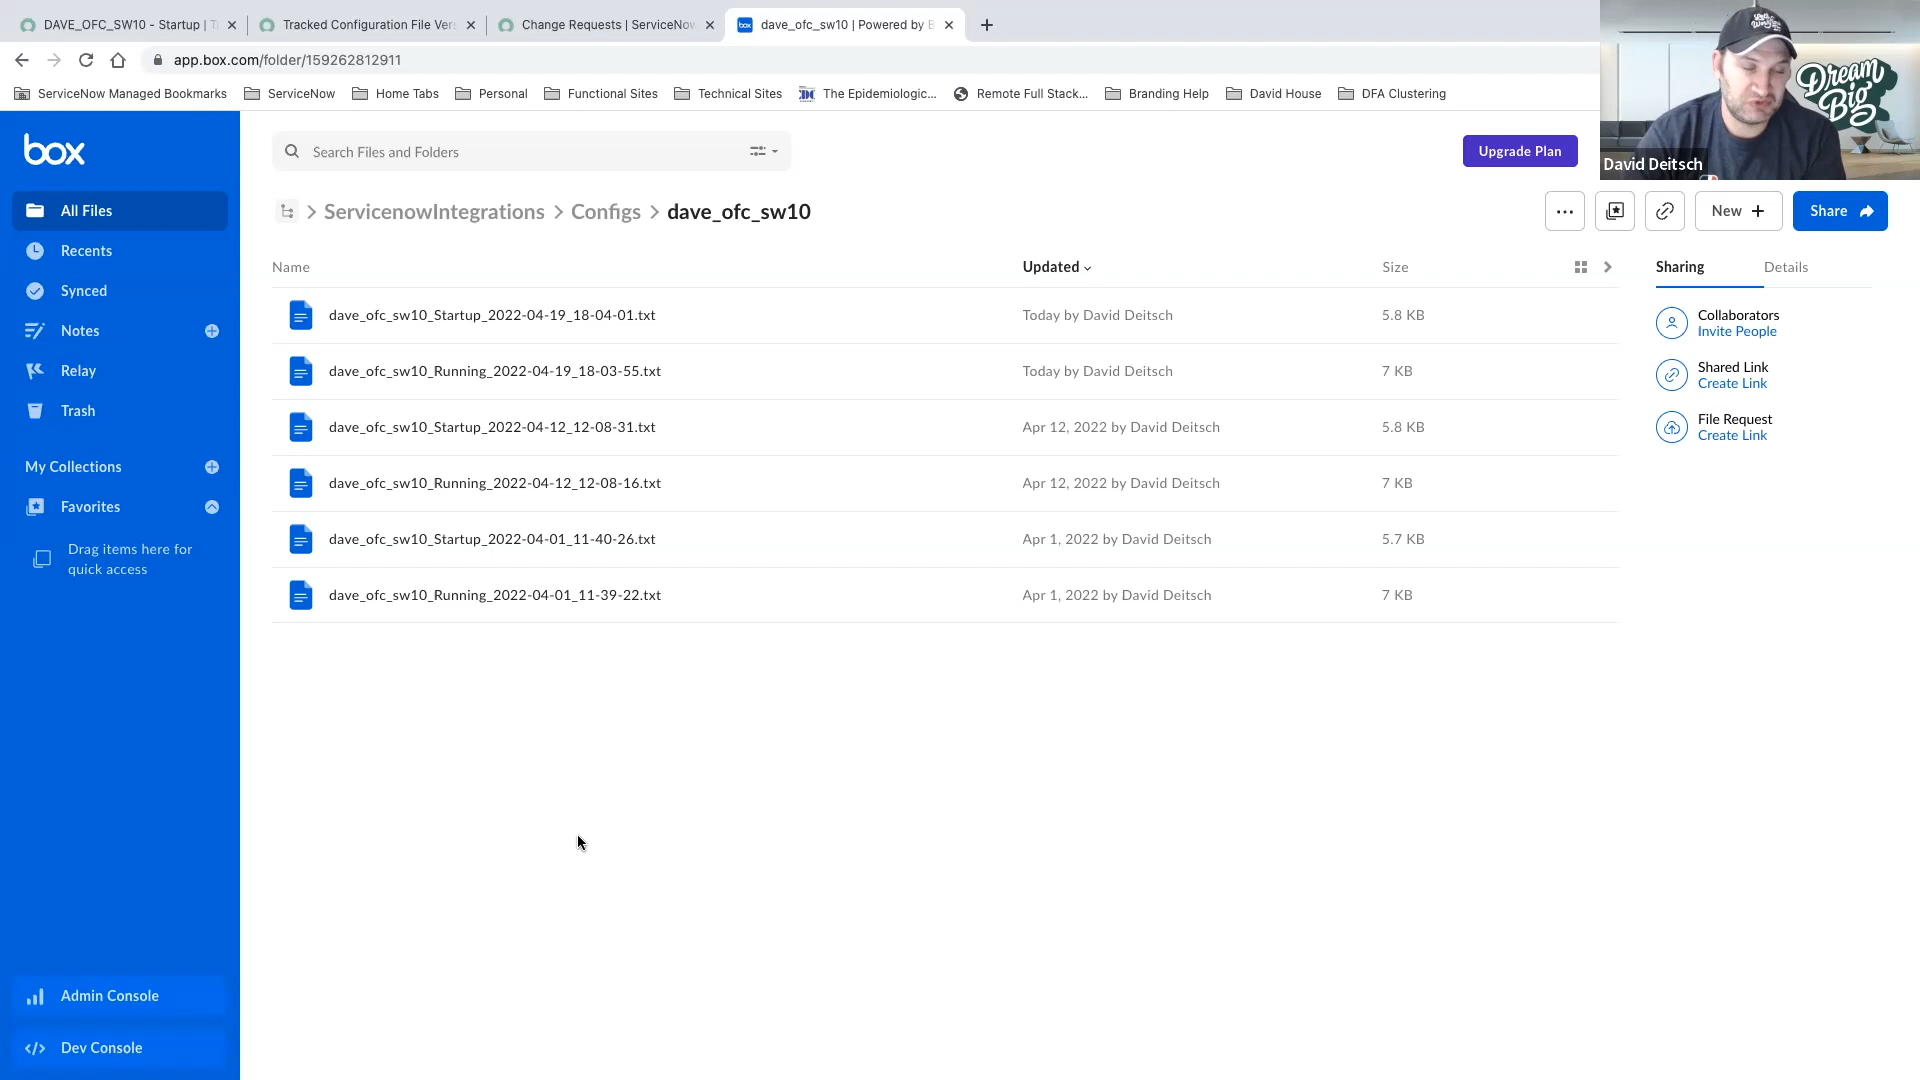 DAVE_OFC_SW10 - Startup | T
Tracked Configuration File Ver
Change Requests | ServiceNow
box
dave_ofc_sw10 | Powered by B
app.box.com/folder/159262812911
ServiceNow Managed Bookmarks
ServiceNow
Home Tabs
Personal
Functional Sites
Technical Sites
The Epidemiologic...
Remote Full Stack...
Branding Help
David House
DFA Clustering
Dream
Big
David Deitsch
box
Search Files and Folders
Upgrade Plan
All Files
Recents
Synced
Notes
Relay
Trash
My Collections
Favorites
Drag items here for
quick access
Admin Console
Dev Console
ServicenowIntegrations > Configs > dave_ofc_sw10
New
Share
Name Updated Size
dave_ofc_sw10_Startup_2022-04-19_18-04-01.txt Today by David Deitsch 5.8 KB
dave_ofc_sw10_Running_2022-04-19_18-03-55.txt Today by David Deitsch 7 KB
dave_ofc_sw10_Startup_2022-04-12_12-08-31.txt Apr 12, 2022 by David Deitsch 5.8 KB
dave_ofc_sw10_Running_2022-04-12_12-08-16.txt Apr 12, 2022 by David Deitsch 7 KB
dave_ofc_sw10_Startup_2022-04-01_11-40-26.txt Apr 1, 2022 by David Deitsch 5.7 KB
dave_ofc_sw10_Running_2022-04-01_11-39-22.txt Apr 1, 2022 by David Deitsch 7 KB
Sharing
Details
Collaborators
Invite People
Shared Link
Create Link
File Request
Create Link